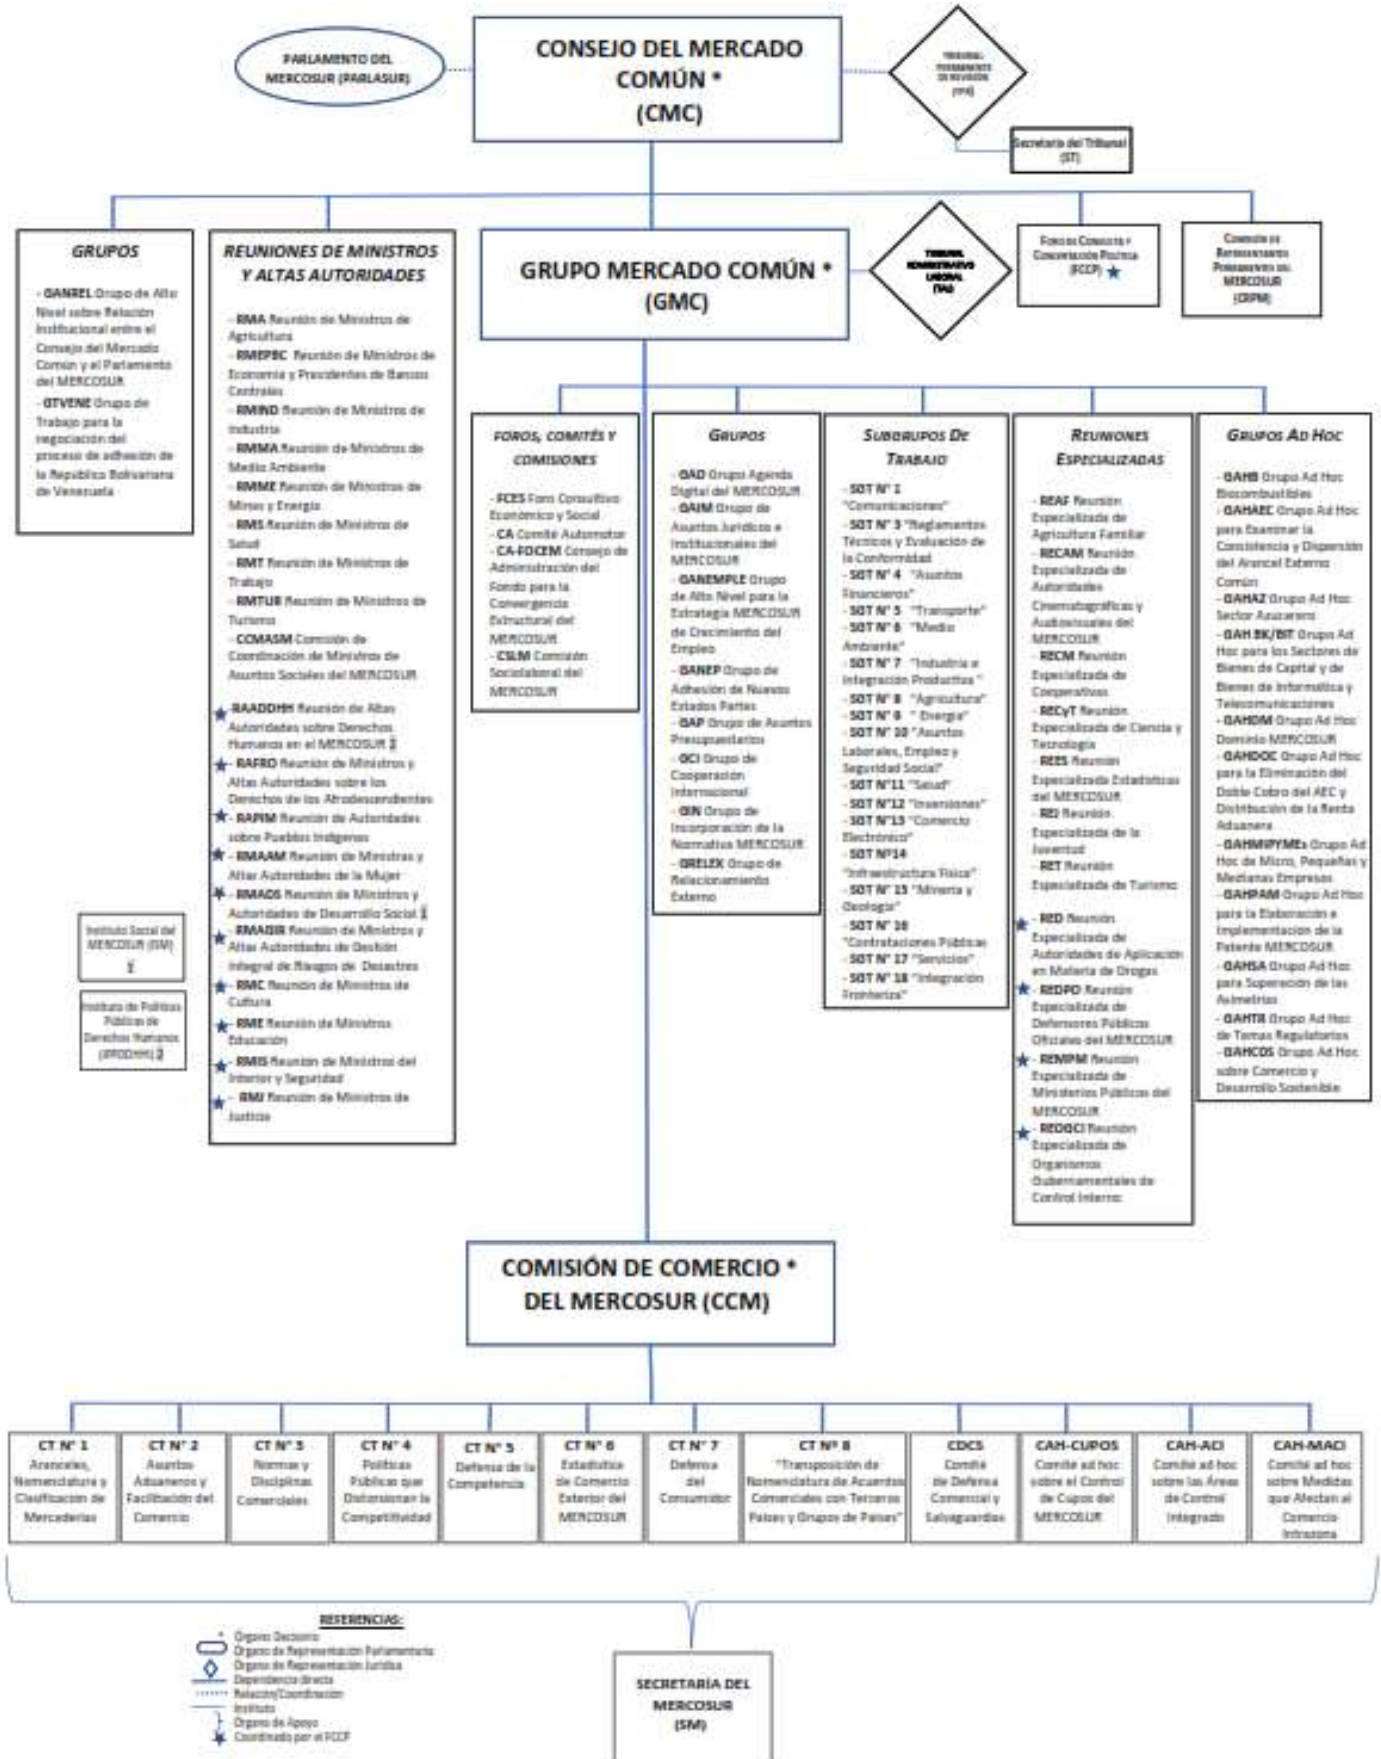 PARLAMENTO DEL
MERCOSUR (PARLASUR)
CONSEJO DEL MERCADO
COMÚN *
(CMC)
TRIBUNAL
PERMANENTE
DE REVISIÓN
(TPR)
Secretaría del Tribunal
(ST)
GRUPOS
- GANREL Grupo de Alto
Nivel sobre Relación
Institucional entre el
Consejo del Mercado
Común y el Parlamento
del MERCOSUR
- GTVENE Grupo de
Trabajo para la
negociación del
proceso de adhesión de
la República Bolivariana
de Venezuela
REUNIONES DE MINISTROS
Y ALTAS AUTORIDADES
- RMA Reunión de Ministros de
Agricultura
- RMEPBC Reunión de Ministros de
Economía y Presidentes de Bancos
Centrales
- RMIND Reunión de Ministros de
Industria
- RMMA Reunión de Ministros de
Medio Ambiente
- RMME Reunión de Ministros de
Minas y Energía
- RMS Reunión de Ministros de
Salud
- RMT Reunión de Ministros de
Trabajo
- RMTUR Reunión de Ministros de
Turismo
- CCMASM Comisión de
Coordinación de Ministros de
Asuntos Sociales del MERCOSUR
- RAADDHH Reunión de Altas
Autoridades sobre Derechos
Humanos en el MERCOSUR 2
- RAFRO Reunión de Ministros y
Altas Autoridades sobre los
Derechos de los Afrodescendientes
- RAPIM Reunión de Autoridades
sobre Pueblos Indígenas
- RMAAM Reunión de Ministras y
Altas Autoridades de la Mujer
- RMADS Reunión de Ministros y
Autoridades de Desarrollo Social 1
- RMAGIR Reunión de Ministros y
Altas Autoridades de Gestión
Integral de Riesgos de Desastres
- RMC Reunión de Ministros de
Cultura
- RME Reunión de Ministros
Educación
- RMIS Reunión de Ministros del
Interior y Seguridad
- RMJ Reunión de Ministros de
Justicia
Instituto Social del
MERCOSUR (ISM)
1
Instituto de Políticas
Públicas de
Derechos Humanos
(IPPDDHH) 2
GRUPO MERCADO COMÚN *
(GMC)
TRIBUNAL
ADMINISTRATIVO
LABORAL
(TAL)
FORO DE CONSULTA Y
CONCERTACIÓN POLÍTICA
(FCCP)
COMISIÓN DE
REPRESENTANTES
PERMANENTES DEL
MERCOSUR
(CRPM)
FOROS, COMITÉS Y
COMISIONES
- FCES Foro Consultivo
Económico y Social
- CA Comité Automotor
- CA-FOCEM Consejo de
Administración del
Fondo para la
Convergencia
Estructural del
MERCOSUR
- CSLM Comisión
Sociolaboral del
MERCOSUR
GRUPOS
- GAD Grupo Agenda
Digital del MERCOSUR
- GAIM Grupo de
Asuntos Jurídicos e
Institucionales del
MERCOSUR
- GANEMPLE Grupo
de Alto Nivel para la
Estrategia MERCOSUR
de Crecimiento del
Empleo
- GANEP Grupo de
Adhesión de Nuevos
Estados Partes
- GAP Grupo de Asuntos
Presupuestarios
- GCI Grupo de
Cooperación
Internacional
- GIN Grupo de
Incorporación de la
Normativa MERCOSUR
- GRELEX Grupo de
Relacionamiento
Externo
SUBGRUPOS DE
TRABAJO
- SGT N° 1
"Comunicaciones"
- SGT N° 3 "Reglamentos
Técnicos y Evaluación de
la Conformidad
- SGT N° 4 "Asuntos
Financieros"
- SGT N° 5 "Transporte"
- SGT N° 6 "Medio
Ambiente"
- SGT N° 7 "Industria e
Integración Productiva "
- SGT N° 8 "Agricultura"
- SGT N° 9 " Energía"
- SGT N° 10 "Asuntos
Laborales, Empleo y
Seguridad Social"
- SGT N°11 "Salud"
- SGT N°12 "Inversiones"
- SGT N°13 "Comercio
Electrónico"
- SGT Nº14
"Infraestructura Física"
- SGT N° 15 "Minería y
Geología"
- SGT N° 16
"Contrataciones Públicas
- SGT N° 17 "Servicios"
- SGT N° 18 "Integración
Fronteriza"
REUNIONES
ESPECIALIZADAS
- REAF Reunión
Especializada de
Agricultura Familiar
- RECAM Reunión
Especializada de
Autoridades
Cinematográficas y
Audiovisuales del
MERCOSUR
- RECM Reunión
Especializada de
Cooperativas
- RECyT Reunión
Especializada de Ciencia y
Tecnología
- REES Reunión
Especializada Estadísticas
del MERCOSUR
- REJ Reunión
Especializada de la
Juventud
- RET Reunión
Especializada de Turismo
- RED Reunión
Especializada de
Autoridades de Aplicación
en Materia de Drogas
- REDPO Reunión
Especializada de
Defensores Públicos
Oficiales del MERCOSUR
- REMPM Reunión
Especializada de
Ministerios Públicos del
MERCOSUR
- REOGCI Reunión
Especializada de
Organismos
Gubernamentales de
Control Interno
GRUPOS AD HOC
- GAHB Grupo Ad Hoc
Biocombustibles
- GAHAEC Grupo Ad Hoc
para Examinar la
Consistencia y Dispersión
del Arancel Externo
Común
- GAHAZ Grupo Ad Hoc
Sector Azucarero
- GAH BK/BIT Grupo Ad
Hoc para los Sectores de
Bienes de Capital y de
Bienes de Informática y
Telecomunicaciones
- GAHDM Grupo Ad Hoc
Dominio MERCOSUR
- GAHDOC Grupo Ad Hoc
para la Eliminación del
Doble Cobro del AEC y
Distribución de la Renta
Aduanera
- GAHMIPYMEs Grupo Ad
Hoc de Micro, Pequeñas y
Medianas Empresas
- GAHPAM Grupo Ad Hoc
para la Elaboración e
Implementación de la
Patente MERCOSUR
- GAHSA Grupo Ad Hoc
para Superación de las
Asimetrías
- GAHTR Grupo Ad Hoc
de Temas Regulatorios
- GAHCDS Grupo Ad Hoc
sobre Comercio y
Desarrollo Sostenible
COMISIÓN DE COMERCIO *
DEL MERCOSUR (CCM)
CT N° 1
Aranceles,
Nomenclatura y
Clasificación de
Mercaderías
CT N° 2
Asuntos
Aduaneros y
Facilitación del
Comercio
CT N° 3
Normas y
Disciplinas
Comerciales
CT N° 4
Políticas
Públicas que
Distorsionan la
Competitividad
CT N° 5
Defensa de la
Competencia
CT N° 6
Estadística
de Comercio
Exterior del
MERCOSUR
CT N° 7
Defensa
del
Consumidor
CT Nº 8
"Transposición de
Nomenclatura de Acuerdos
Comerciales con Terceros
Países y Grupos de Países"
CDCS
Comité
de Defensa
Comercial y
Salvaguardias
CAH-CUPOS
Comité ad hoc
sobre el Control
de Cupos del
MERCOSUR
CAH-ACI
Comité ad hoc
sobre las Áreas
de Control
Integrado
CAH-MACI
Comité ad hoc
sobre Medidas
que Afectan al
Comercio
Intrazona
REFERENCIAS:
* Órgano Decisorio
Órgano de Representación Parlamentaria
Órgano de Representación Jurídica
Dependencia directa
Relación/Coordinación
Instituto
Órgano de Apoyo
Coordinado por el FCCP
SECRETARÍA DEL
MERCOSUR
(SM)